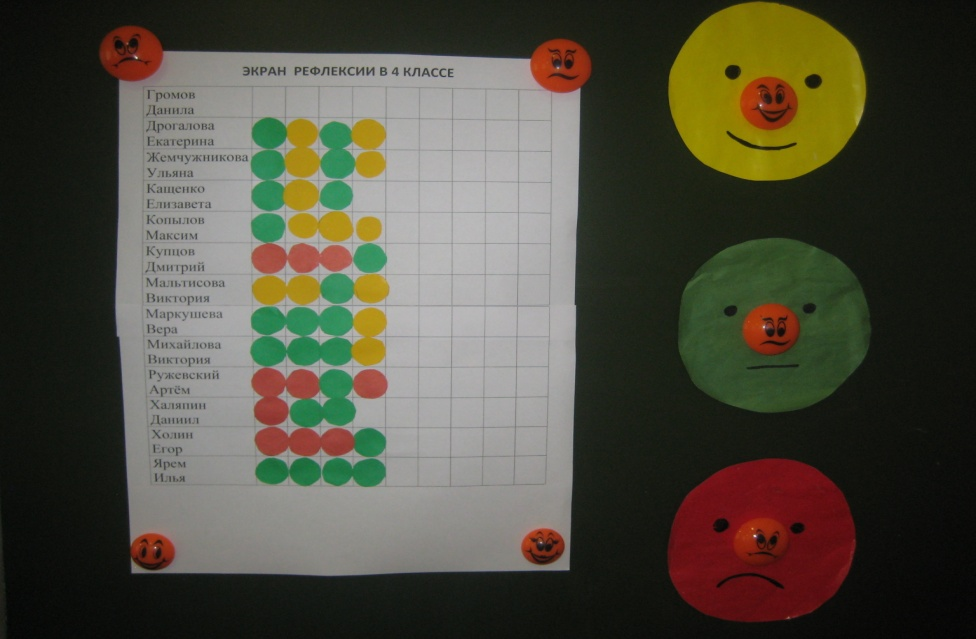 ЭКРАН РЕФЛЕКСИИ В 4 КЛАССЕ
Громов
Данила
Дрогалова
Екатерина
Жемчужникова
Ульяна
Кащенко
Елизавета
Копылов
Максим
Купцов
Дмитрий
Мальтисова
Виктория
Маркушева
Вера
Михайлова
Виктория
Ружевский
Артём
Халяпин
Даниил
Холин
Егор
Ярем
Илья